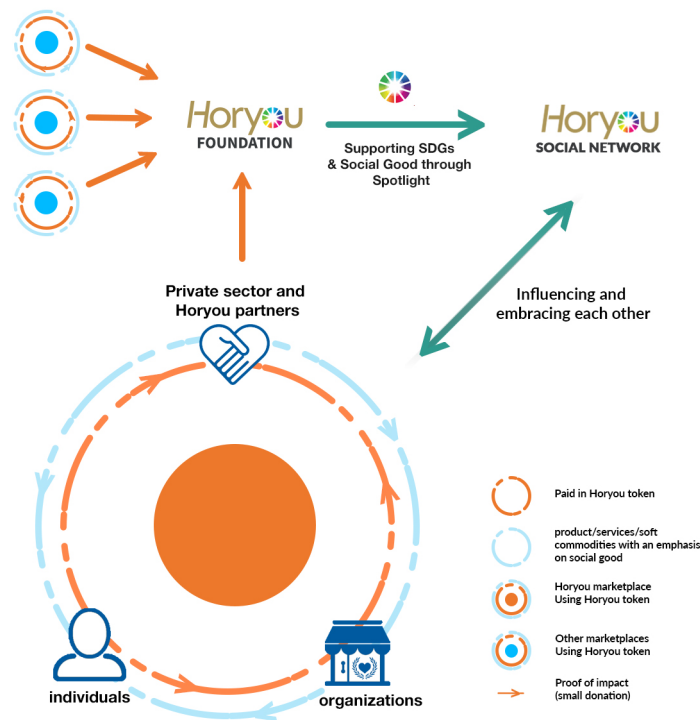 Horyou
FOUNDATION
Supporting SDGs
& Social Good through
Spotlight
Horyou
SOCIAL NETWORK
Private sector and
Horyou partners
Influencing and
embracing each other
individuals
organizations
Paid in Horyou token
product/services/soft
commodities with an emphasis
on social good
Horyou marketplace
Using Horyou token
Other marketplaces
Using Horyou token
Proof of impact
(small donation)